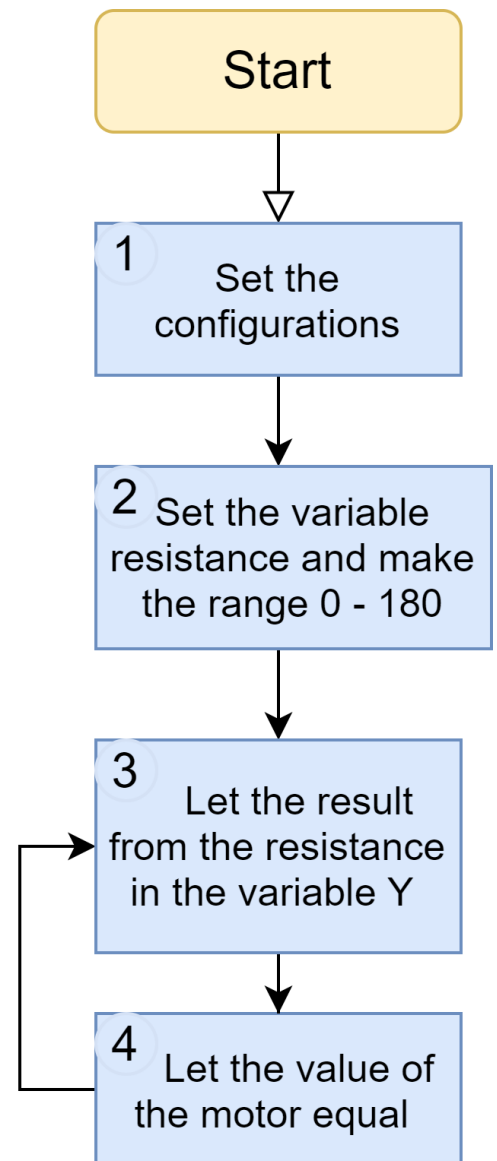 Start
1
Set the
configurations
2
Set the variable
resistance and make
the range 0 - 180
3
Let the result
from the resistance
in the variable Y
4
Let the value of
the motor equal